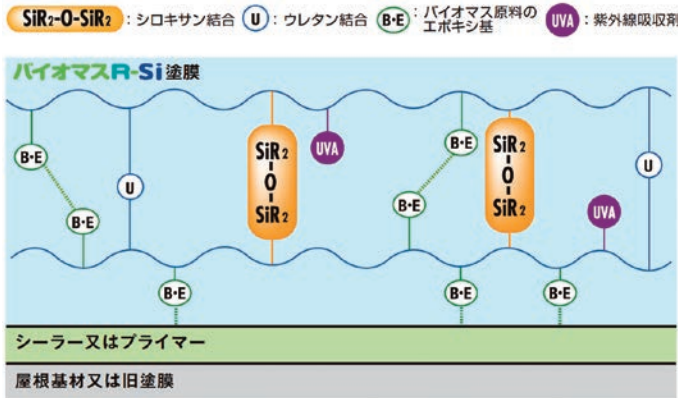 SiR2-O-SiR2 : シロキサン結合 U : ウレタン結合 B・E : バイオマス原料の
エポキシ基 UVA : 紫外線吸収剤
バイオマスR-Si塗膜
B・E
B・E
U
SiR2
O
SiR2
UVA
B・E
B・E
SiR2
O
SiR2
UVA
U
B・E
B・E
B・E
シーラー又はプライマー
屋根基材又は旧塗膜